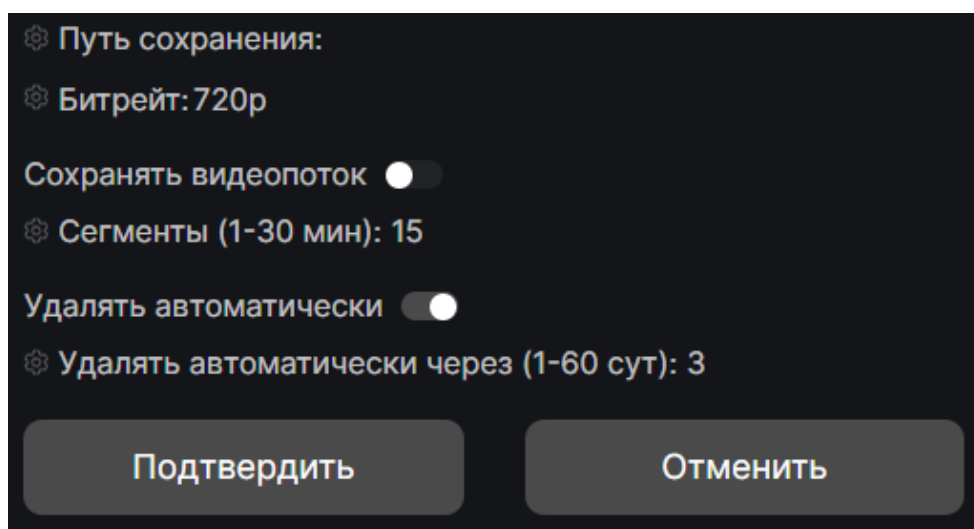 Путь сохранения:
Битрейт: 720p
Сохранять видеопоток
Сегменты (1-30 мин): 15
Удалять автоматически
Удалять автоматически через (1-60 сут): 3
Подтвердить Отменить